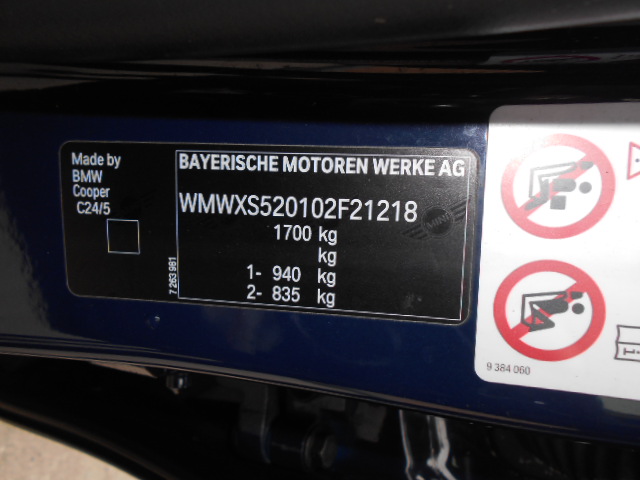 Made by
BMW
Cooper
C24/5
7 263 981
BAYERISCHE MOTOREN WERKE AG
WMWXS520102F21218
MINI
1700 kg
kg
1- 940 kg
2- 835 kg
9 384 060